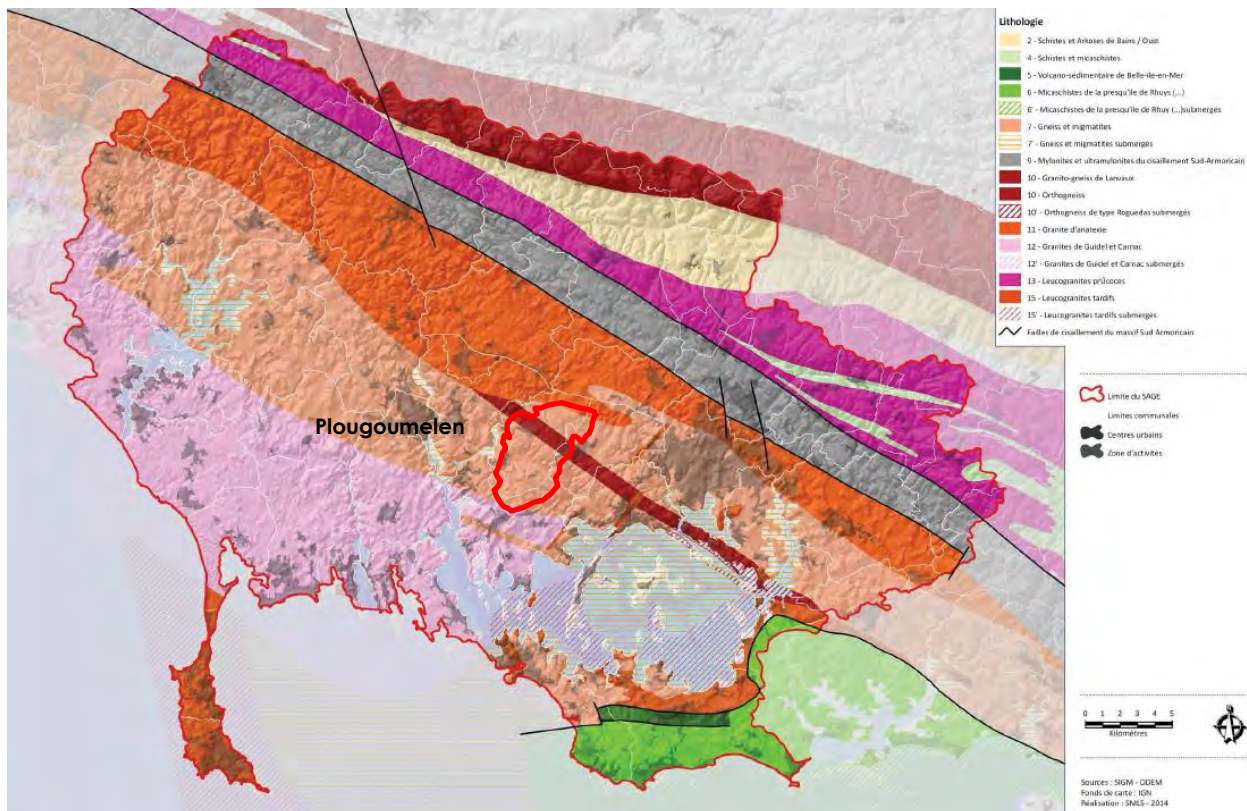 Plougoumelen
Lithologie
2 - Schistes et Arkoses de Bains / Oust
4 - Schistes et micaschistes
5 - Volcano-sédimentaire de Belle-ile-en-Mer
6 - Micaschistes de la presqu'ile de Rhuys (...)
6' - Micaschistes de la presqu'ile de Rhuy (...)submergés
7 - Gneiss et migmatites
7' - Gneiss et migmatites submergés
9 - Mylonites et ultramylonites du cisaillement Sud-Armoricain
10 - Granito-gneiss de Lanvaux
10 - Orthogneiss
10' - Orthogneiss de type Roguedas submergés
11 - Granite d'anatexie
12 - Granites de Guidel et Carnac
12' - Granites de Guidel et Carnac submergés
13 - Leucogranites prÚcoces
15 - Leucogranites tardifs
15' - Leucogranites tardifs submergés
Failles de cisaillement du massif Sud Armoricain
Limite du SAGE
Limites communales
Centres urbains
Zone d'activités
0 1 2 3 4 5
Kilomètres
Sources : SIGM - ODEM
Fonds de carte : IGN
Réalisation : SMLS - 2014